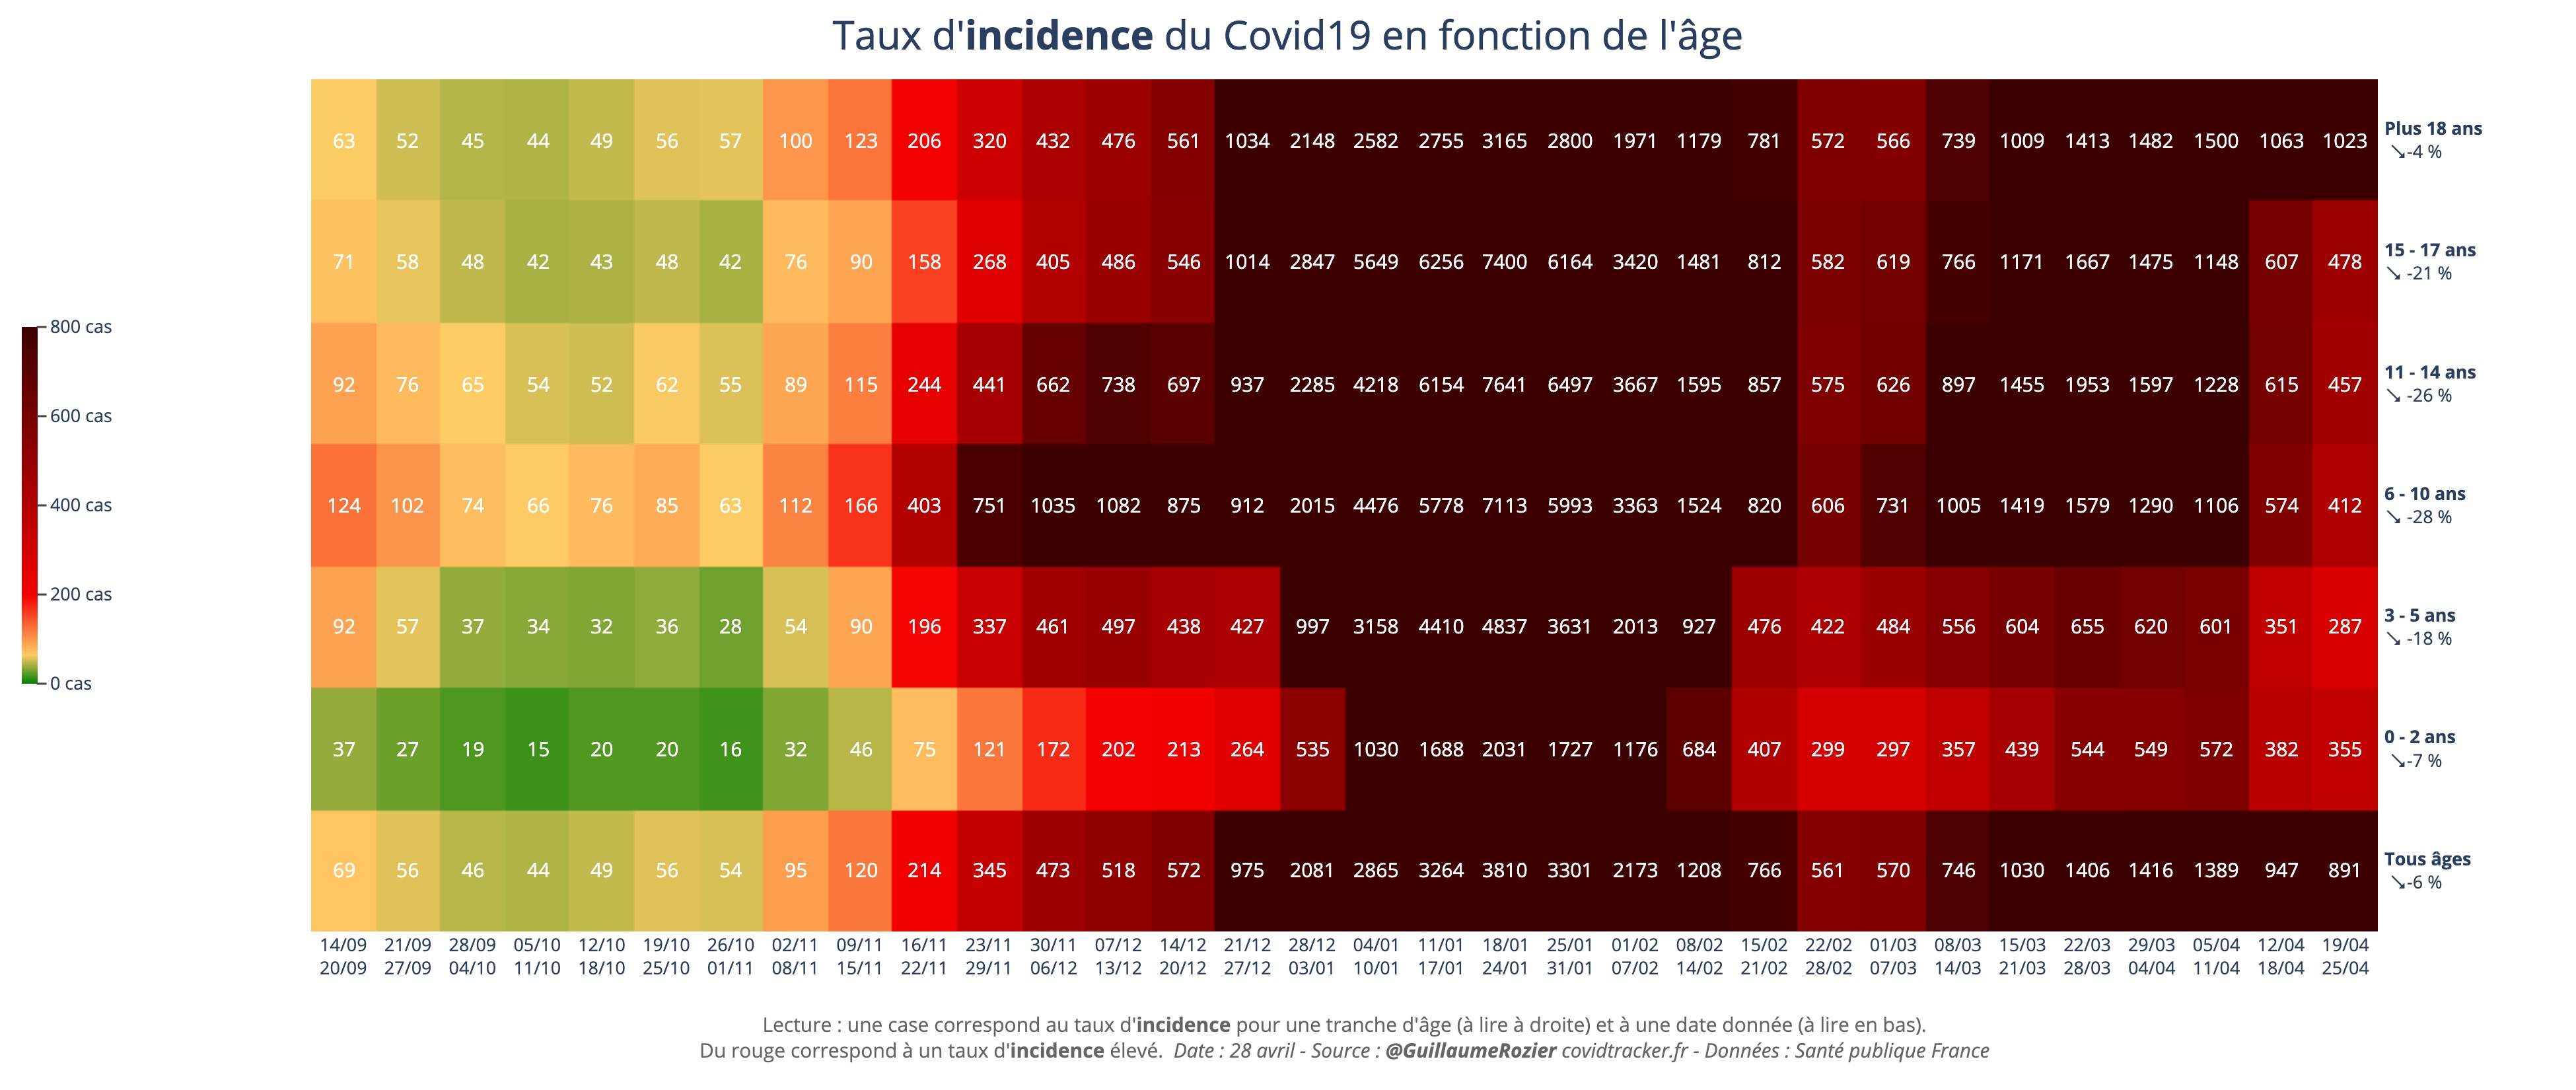 Taux d'incidence du Covid19 en fonction de l'âge
63 52 45 44 49 56 57 100 123 206 320 432 476 561 1034 2148 2582 2755 3165 2800 1971 1179 781 572 566 739 1009 1413 1482 1500 1063 1023
Plus 18 ans
↘-4 %
71 58 48 42 43 48 42 76 90 158 268 405 486 546 1014 2847 5649 6256 7400 6164 3420 1481 812 582 619 766 1171 1667 1475 1148 607 478
15 - 17 ans
↘ -21 %
92 76 65 54 52 62 55 89 115 244 441 662 738 697 937 2285 4218 6154 7641 6497 3667 1595 857 575 626 897 1455 1953 1597 1228 615 457
11 - 14 ans
↘ -26 %
124 102 74 66 76 85 63 112 166 403 751 1035 1082 875 912 2015 4476 5778 7113 5993 3363 1524 820 606 731 1005 1419 1579 1290 1106 574 412
6 - 10 ans
↘ -28 %
92 57 37 34 32 36 28 54 90 196 337 461 497 438 427 997 3158 4410 4837 3631 2013 927 476 422 484 556 604 655 620 601 351 287
3 - 5 ans
↘ -18 %
37 27 19 15 20 20 16 32 46 75 121 172 202 213 264 535 1030 1688 2031 1727 1176 684 407 299 297 357 439 544 549 572 382 355
0 - 2 ans
↘-7 %
69 56 46 44 49 56 54 95 120 214 345 473 518 572 975 2081 2865 3264 3810 3301 2173 1208 766 561 570 746 1030 1406 1416 1389 947 891
Tous âges
↘-6 %
800 cas
600 cas
400 cas
200 cas
0 cas
14/09 21/09 28/09 05/10 12/10 19/10 26/10 02/11 09/11 16/11 23/11 30/11 07/12 14/12 21/12 28/12 04/01 11/01 18/01 25/01 01/02 08/02 15/02 22/02 01/03 08/03 15/03 22/03 29/03 05/04 12/04 19/04
20/09 27/09 04/10 11/10 18/10 25/10 01/11 08/11 15/11 22/11 29/11 06/12 13/12 20/12 27/12 03/01 10/01 17/01 24/01 31/01 07/02 14/02 21/02 28/02 07/03 14/03 21/03 28/03 04/04 11/04 18/04 25/04
Lecture : une case correspond au taux d'incidence pour une tranche d'âge (à lire à droite) et à une date donnée (à lire en bas).
Du rouge correspond à un taux d'incidence élevé. Date : 28 avril - Source : @GuillaumeRozier covidtracker.fr - Données : Santé publique France